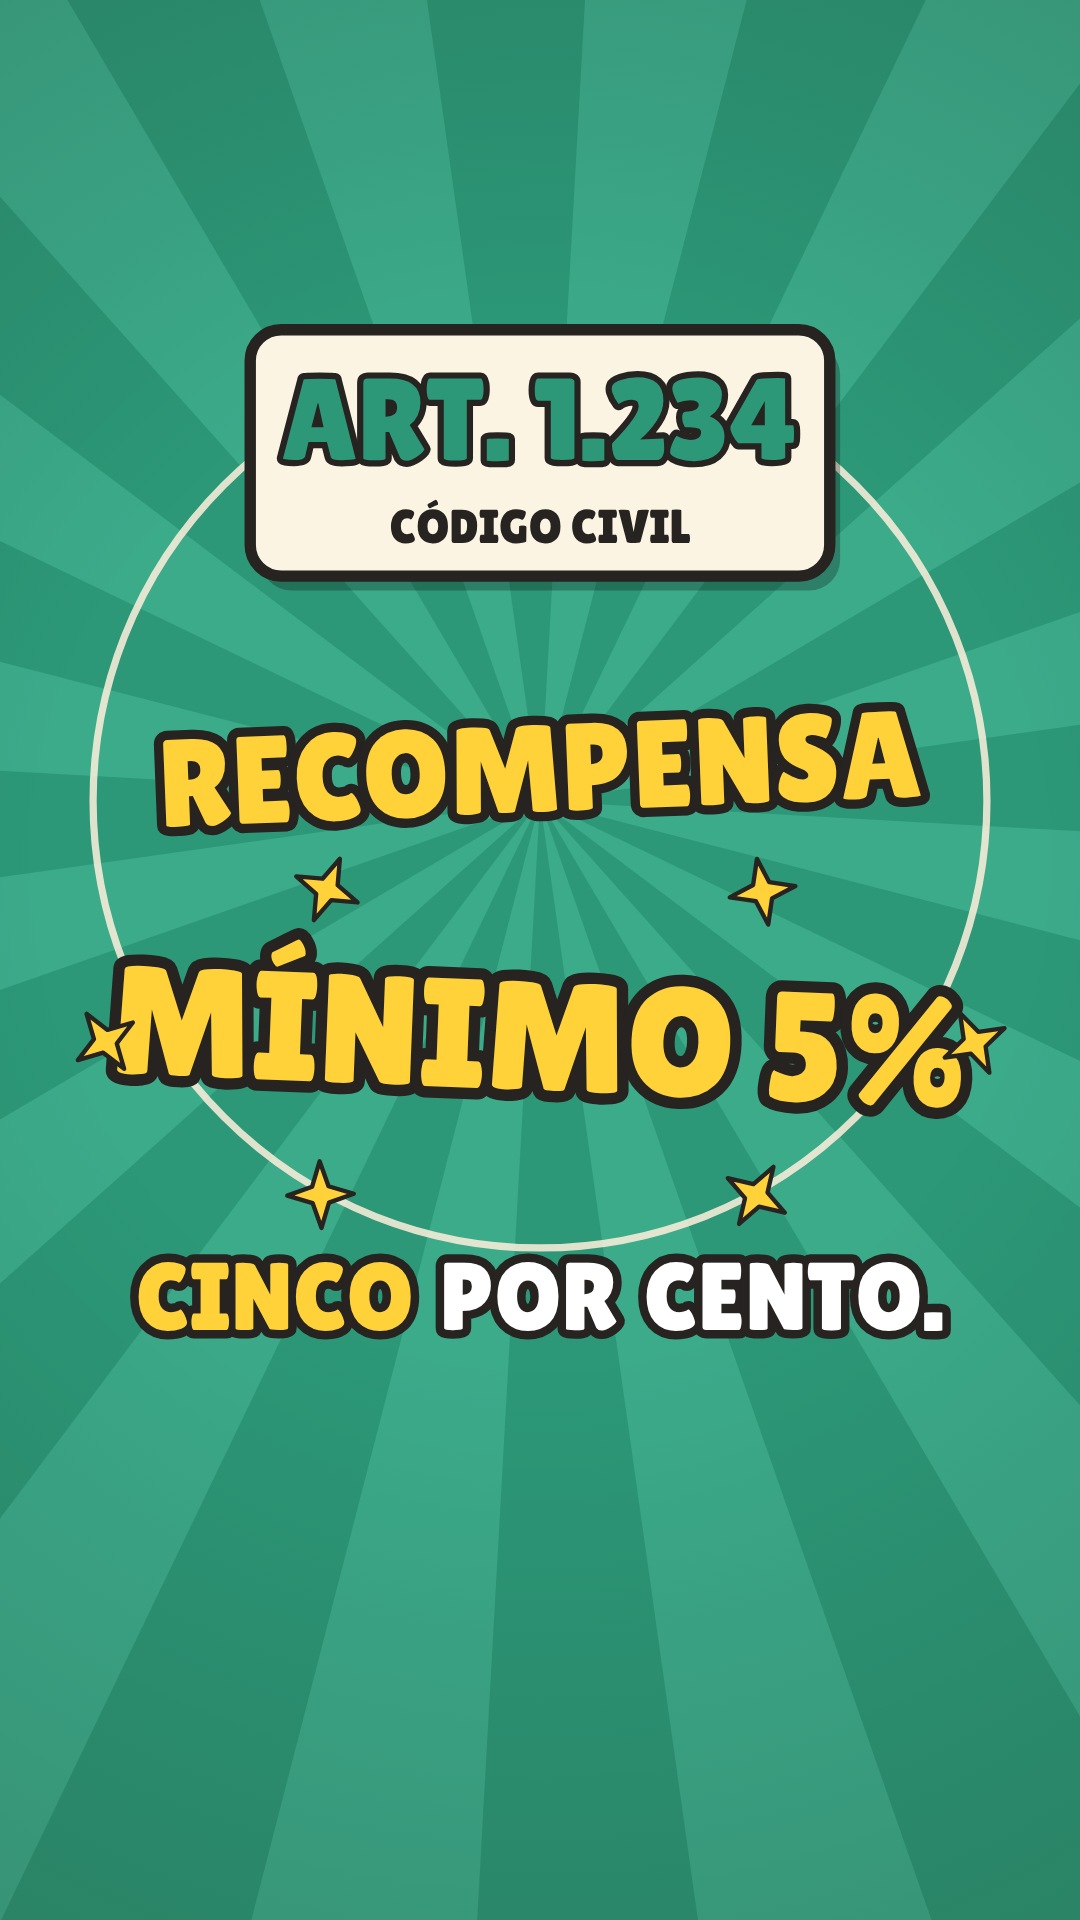 ART. 1.234
CÓDIGO CIVIL
RECOMPENSA
MÍNIMO 5%
CINCO POR CENTO.